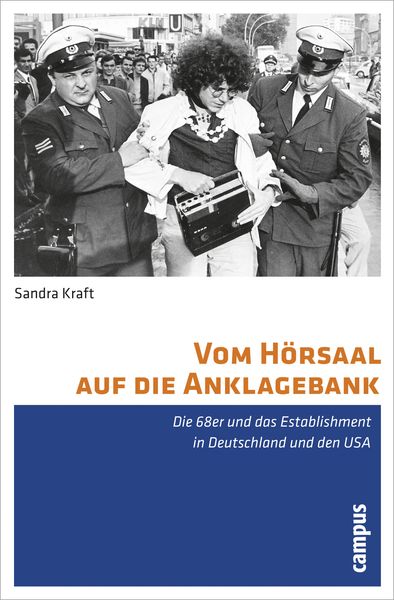 Sandra Kraft
Vom Hörsaal
auf die Anklagebank
Die 68er und das Establishment
in Deutschland und den USA
campus